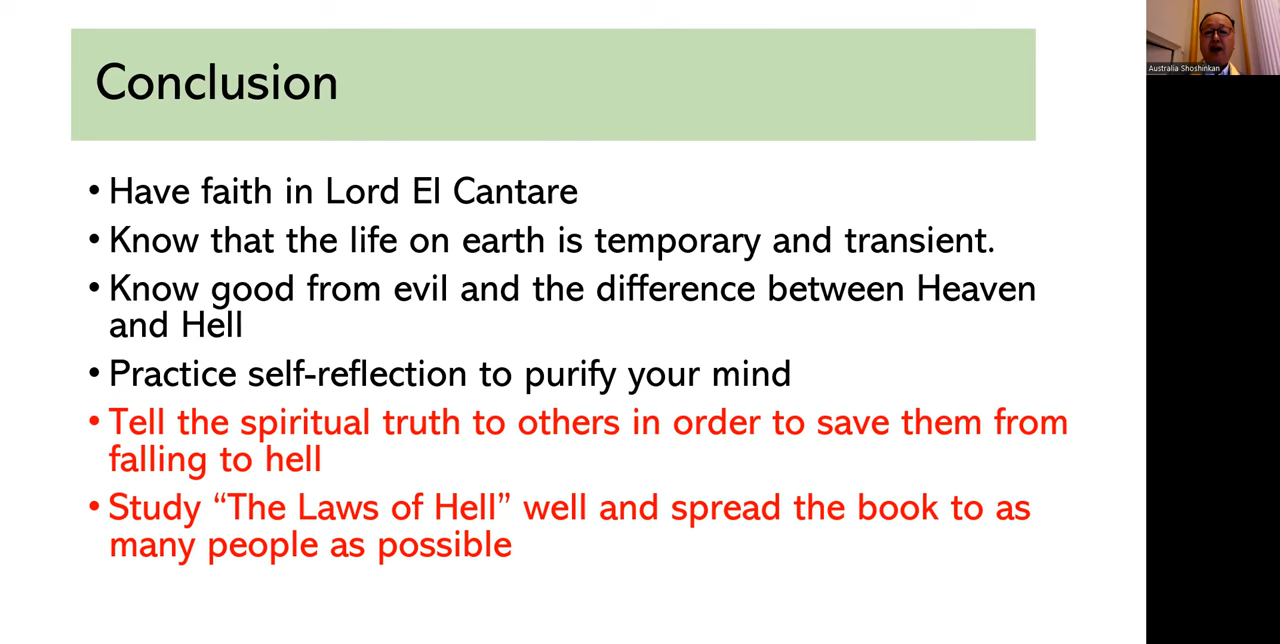 Conclusion
Australia Shoshinkan
• Have faith in Lord El Cantare
• Know that the life on earth is temporary and transient.
• Know good from evil and the difference between Heaven
and Hell
• Practice self-reflection to purify your mind
• Tell the spiritual truth to others in order to save them from
falling to hell
• Study “The Laws of Hell” well and spread the book to as
many people as possible